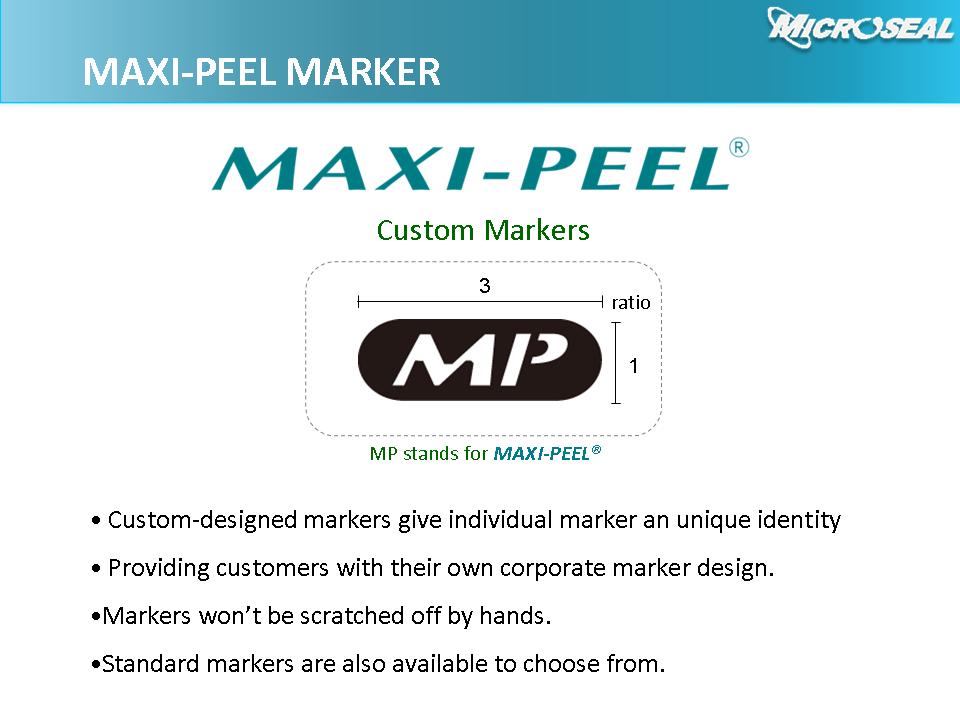 MICROSEAL
MAXI-PEEL MARKER
MAXI-PEEL®
Custom Markers
3
ratio
MP
1
MP stands for MAXI-PEEL®
• Custom-designed markers give individual marker an unique identity
• Providing customers with their own corporate marker design.
•Markers won’t be scratched off by hands.
•Standard markers are also available to choose from.